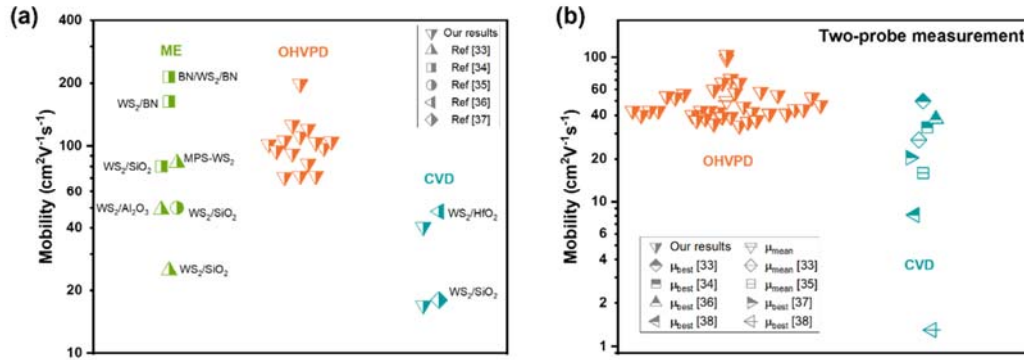 (a)
Mobility (cm²V⁻¹s⁻¹)
400
200
100
80
60
40
20
10
ME
BN/WS₂/BN
WS₂/BN
WS₂/SiO₂
MPS-WS₂
WS₂/Al₂O₃
WS₂/SiO₂
WS₂/SiO₂
OHVPD
CVD
WS₂/HfO₂
WS₂/SiO₂
Our results
Ref [33]
Ref [34]
Ref [35]
Ref [36]
Ref [37]
(b)
Two-probe measurement
Mobility (cm²V⁻¹s⁻¹)
100
80
60
40
20
10
8
6
4
2
1
OHVPD
CVD
Our results
μmean
μbest [33]
μmean [33]
μbest [34]
μmean [35]
μbest [36]
μbest [37]
μbest [38]
μbest [38]